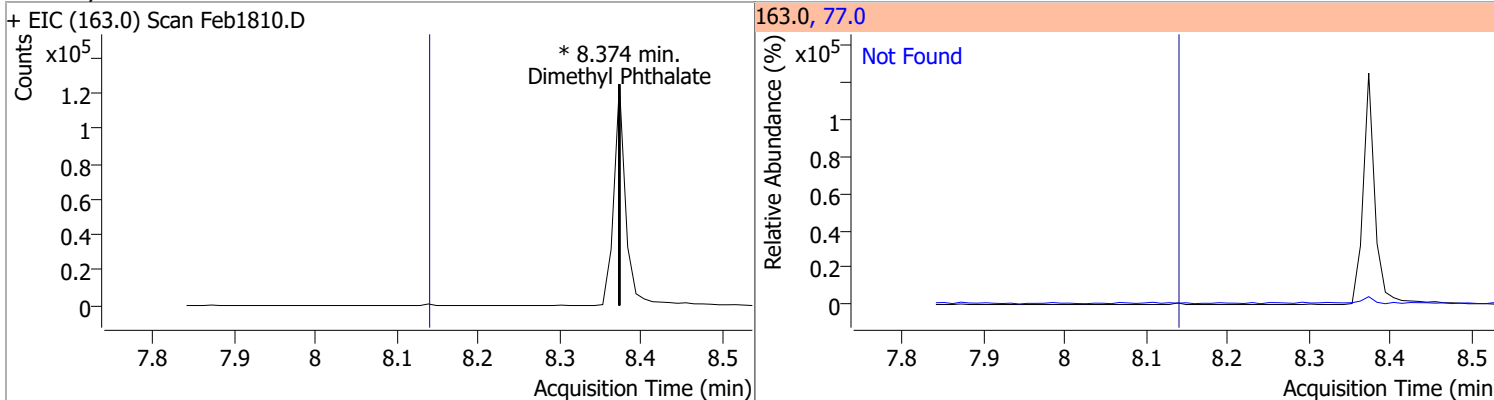 + EIC (163.0) Scan Feb1810.D
Counts
x10⁵
* 8.374 min.
Dimethyl Phthalate
1.2
1
0.8
0.6
0.4
0.2
0
7.8 7.9 8 8.1 8.2 8.3 8.4 8.5
Acquisition Time (min)
163.0, 77.0
Relative Abundance (%)
x10⁵
Not Found
1
0.8
0.6
0.4
0.2
0
7.8 7.9 8 8.1 8.2 8.3 8.4 8.5
Acquisition Time (min